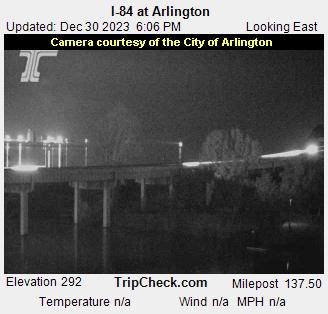 I-84 at Arlington
Updated: Dec 30 2023 6:06 PM Looking East
Camera courtesy of the City of Arlington
Elevation 292 TripCheck.com Milepost 137.50
Temperature n/a Wind n/a MPH n/a